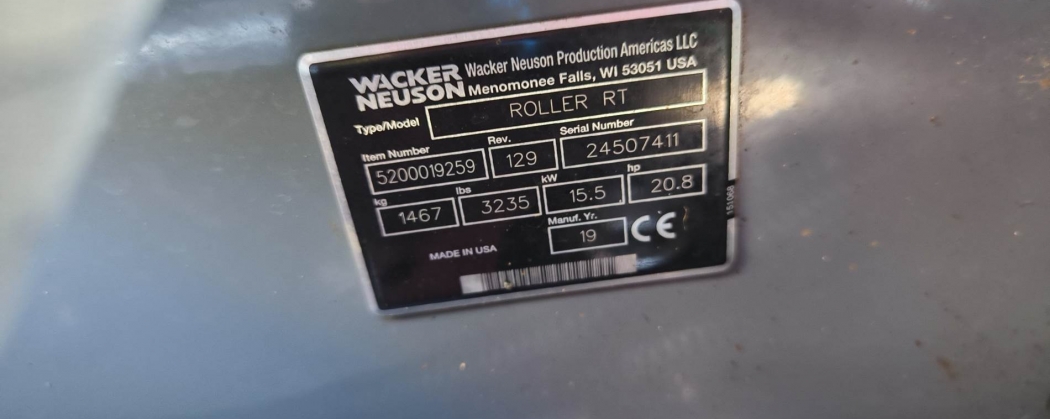 WACKER NEUSON
Wacker Neuson Production Americas LLC
Menomonee Falls, WI 53051 USA
Type/Model
ROLLER RT
Item Number
5200019259
Rev.
129
Serial Number
24507411
kg
1467
lbs
3235
kW
15.5
hp
20.8
Manuf. Yr.
19
CE
MADE IN USA
151068